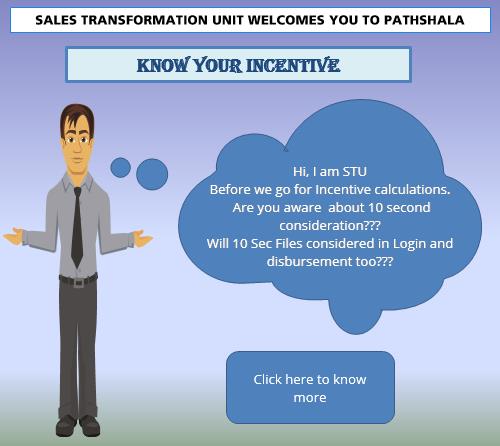 SALES TRANSFORMATION UNIT WELCOMES YOU TO PATHSHALA
KNOW YOUR INCENTIVE
Hi, I am STU
Before we go for Incentive calculations.
Are you aware  about 10 second
consideration???
Will 10 Sec Files considered in Login and
disbursement too???
Click here to know
more